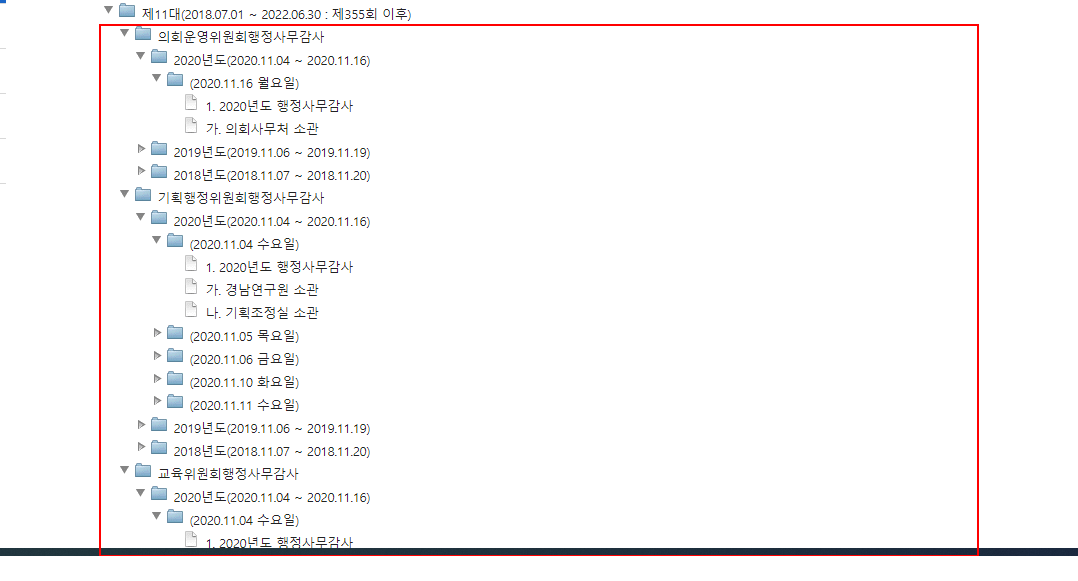 제11대(2018.07.01 ~ 2022.06.30 : 제355회 이후)
의회운영위원회행정사무감사
2020년도(2020.11.04 ~ 2020.11.16)
(2020.11.16 월요일)
1. 2020년도 행정사무감사
가. 의회사무처 소관
2019년도(2019.11.06 ~ 2019.11.19)
2018년도(2018.11.07 ~ 2018.11.20)
기획행정위원회행정사무감사
2020년도(2020.11.04 ~ 2020.11.16)
(2020.11.04 수요일)
1. 2020년도 행정사무감사
가. 경남연구원 소관
나. 기획조정실 소관
(2020.11.05 목요일)
(2020.11.06 금요일)
(2020.11.10 화요일)
(2020.11.11 수요일)
2019년도(2019.11.06 ~ 2019.11.19)
2018년도(2018.11.07 ~ 2018.11.20)
교육위원회행정사무감사
2020년도(2020.11.04 ~ 2020.11.16)
(2020.11.04 수요일)
1. 2020년도 행정사무감사